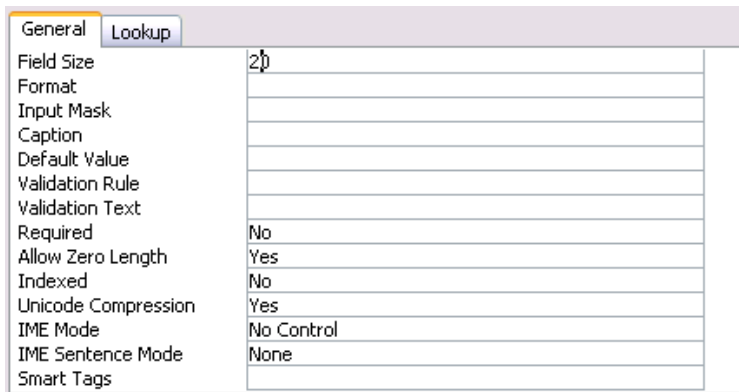 General Lookup
Field Size 20
Format
Input Mask
Caption
Default Value
Validation Rule
Validation Text
Required No
Allow Zero Length Yes
Indexed No
Unicode Compression Yes
IME Mode No Control
IME Sentence Mode None
Smart Tags